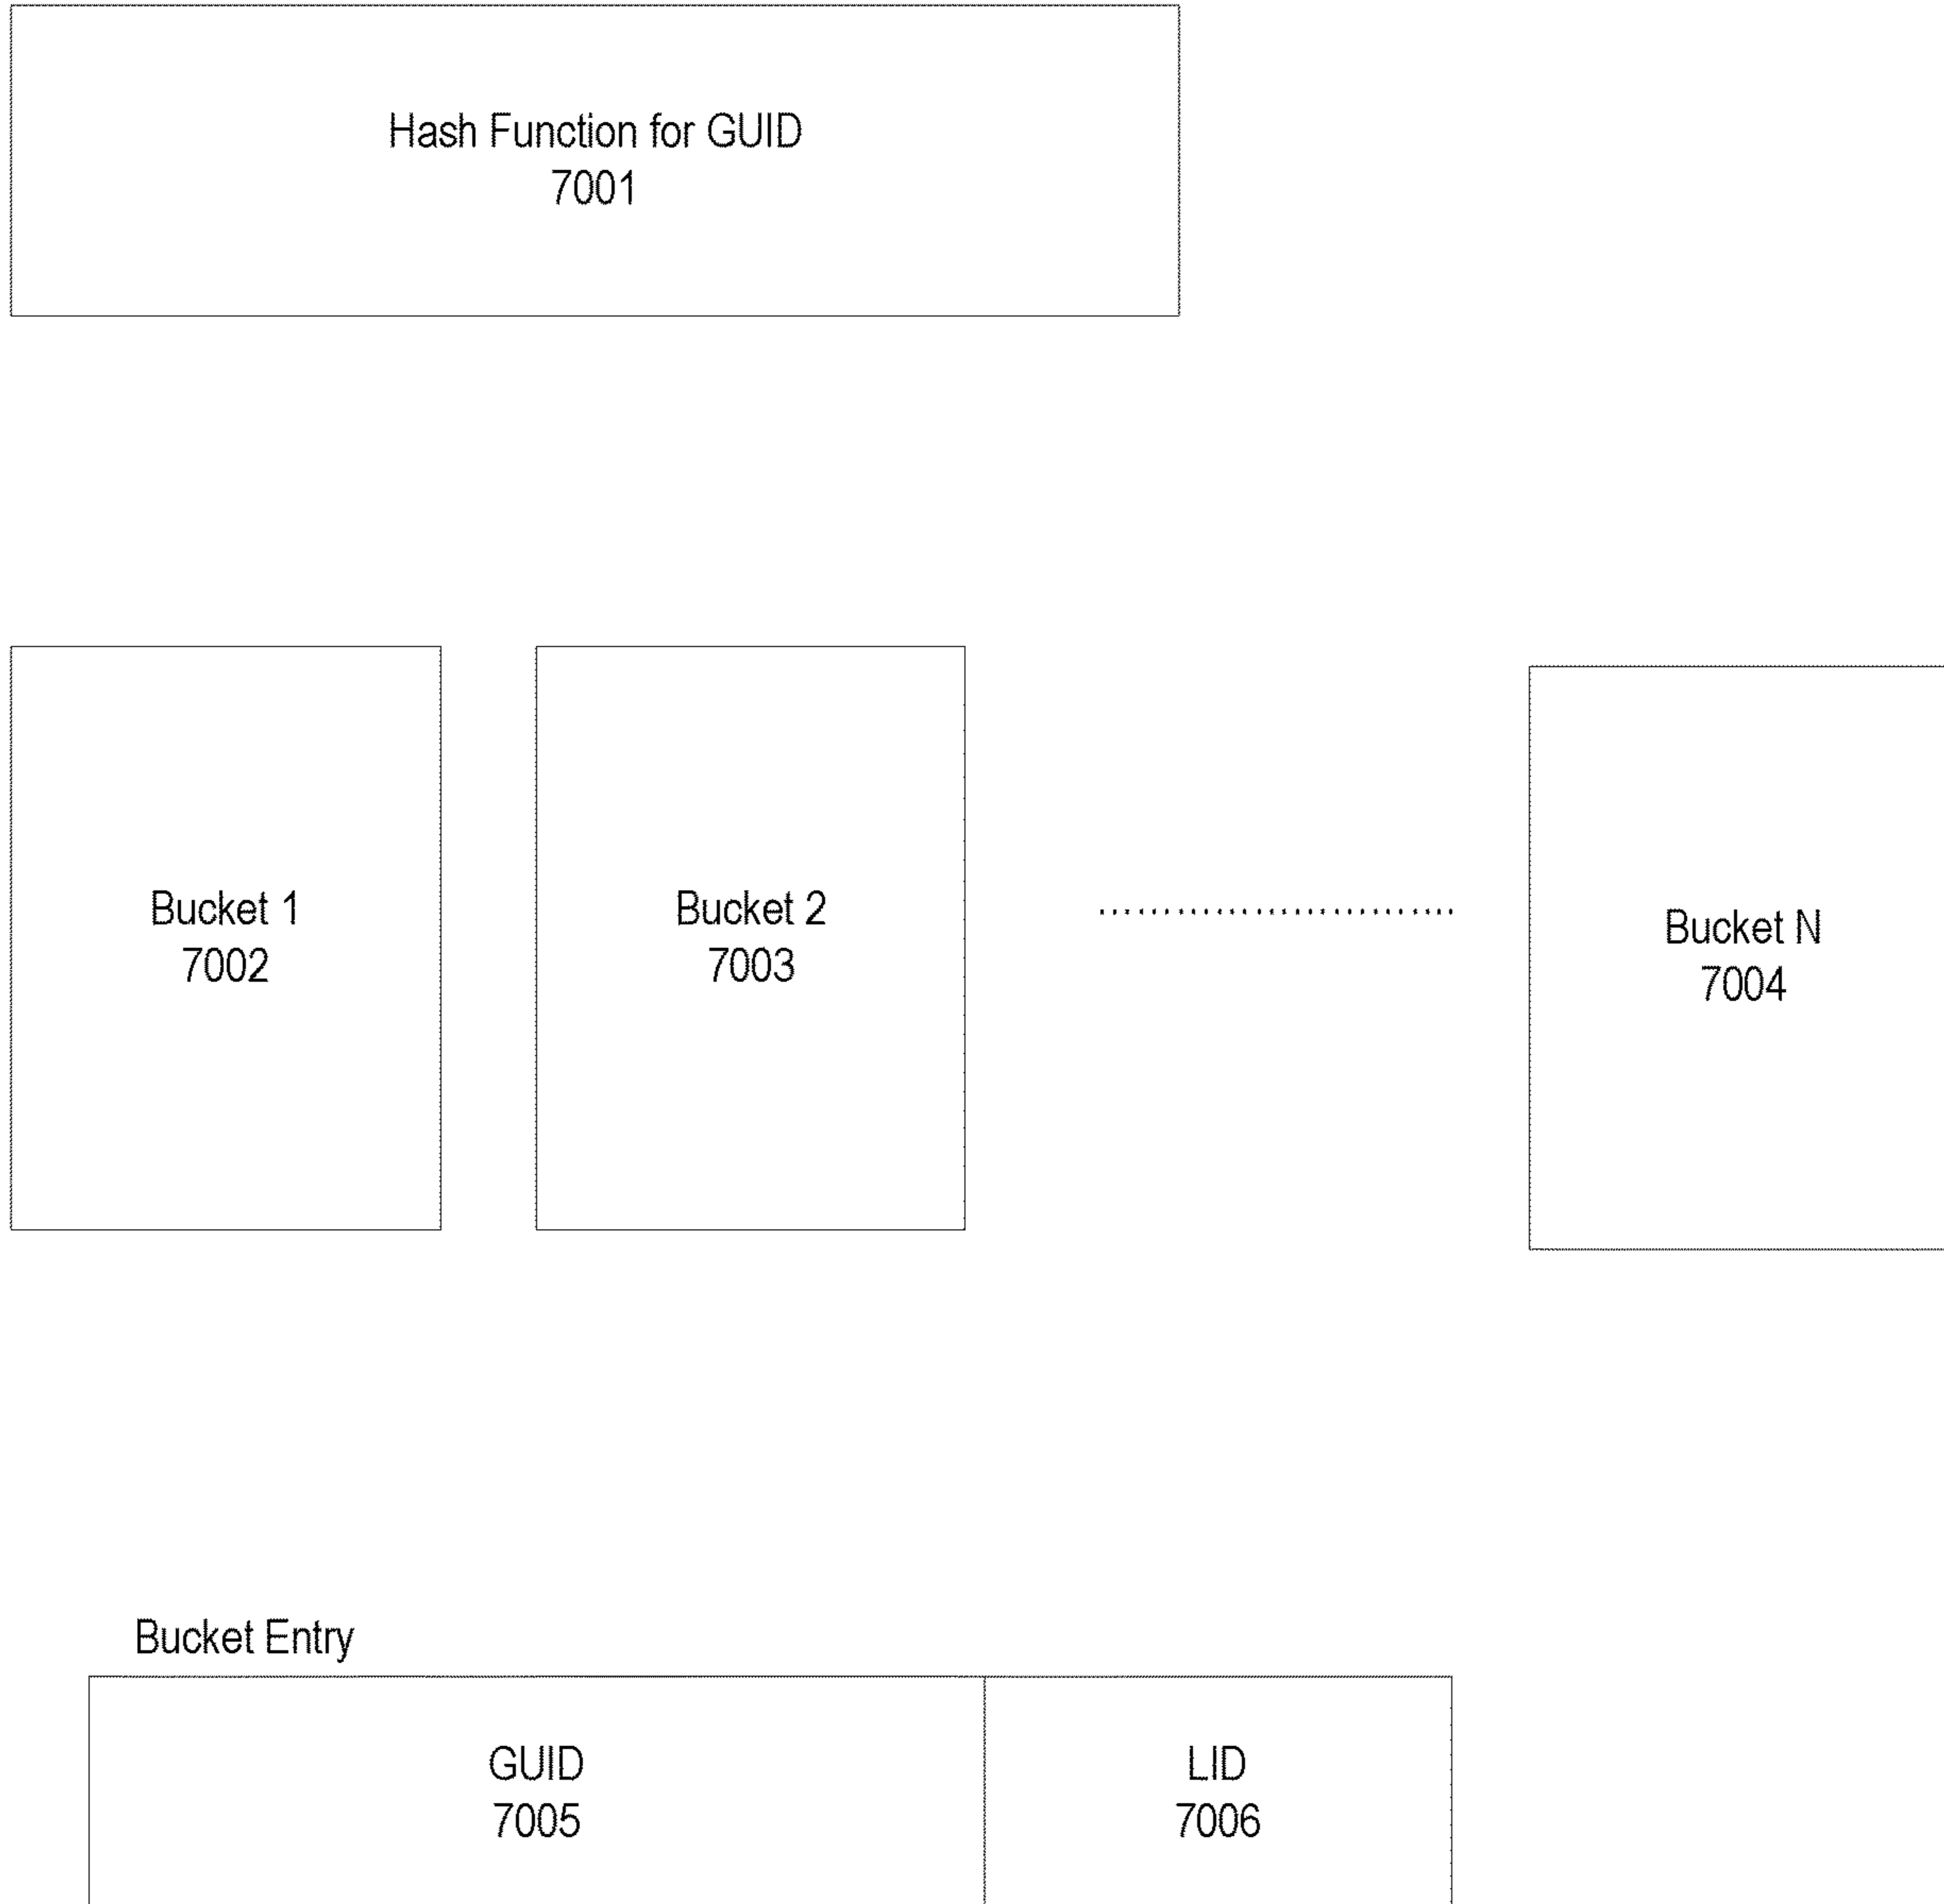 Hash Function for GUID
7001
Bucket 1
7002
Bucket 2
7003
Bucket N
7004
Bucket Entry
GUID
7005
LID
7006